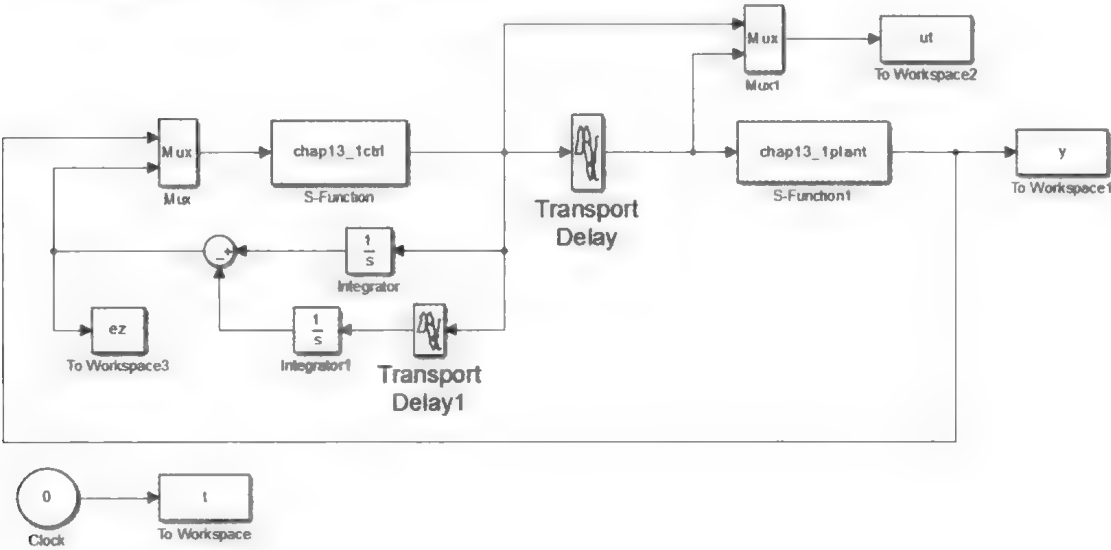 Mux
Mux1
ut
To Workspace2
Mux
Mux
chap13_1ctrl
S-Function
Transport
Delay
chap13_1plant
S-Function1
y
To Workspace1
- +
1
s
Integrator
ez
To Workspace3
1
s
Integrator1
Transport
Delay1
0
Clock
t
To Workspace